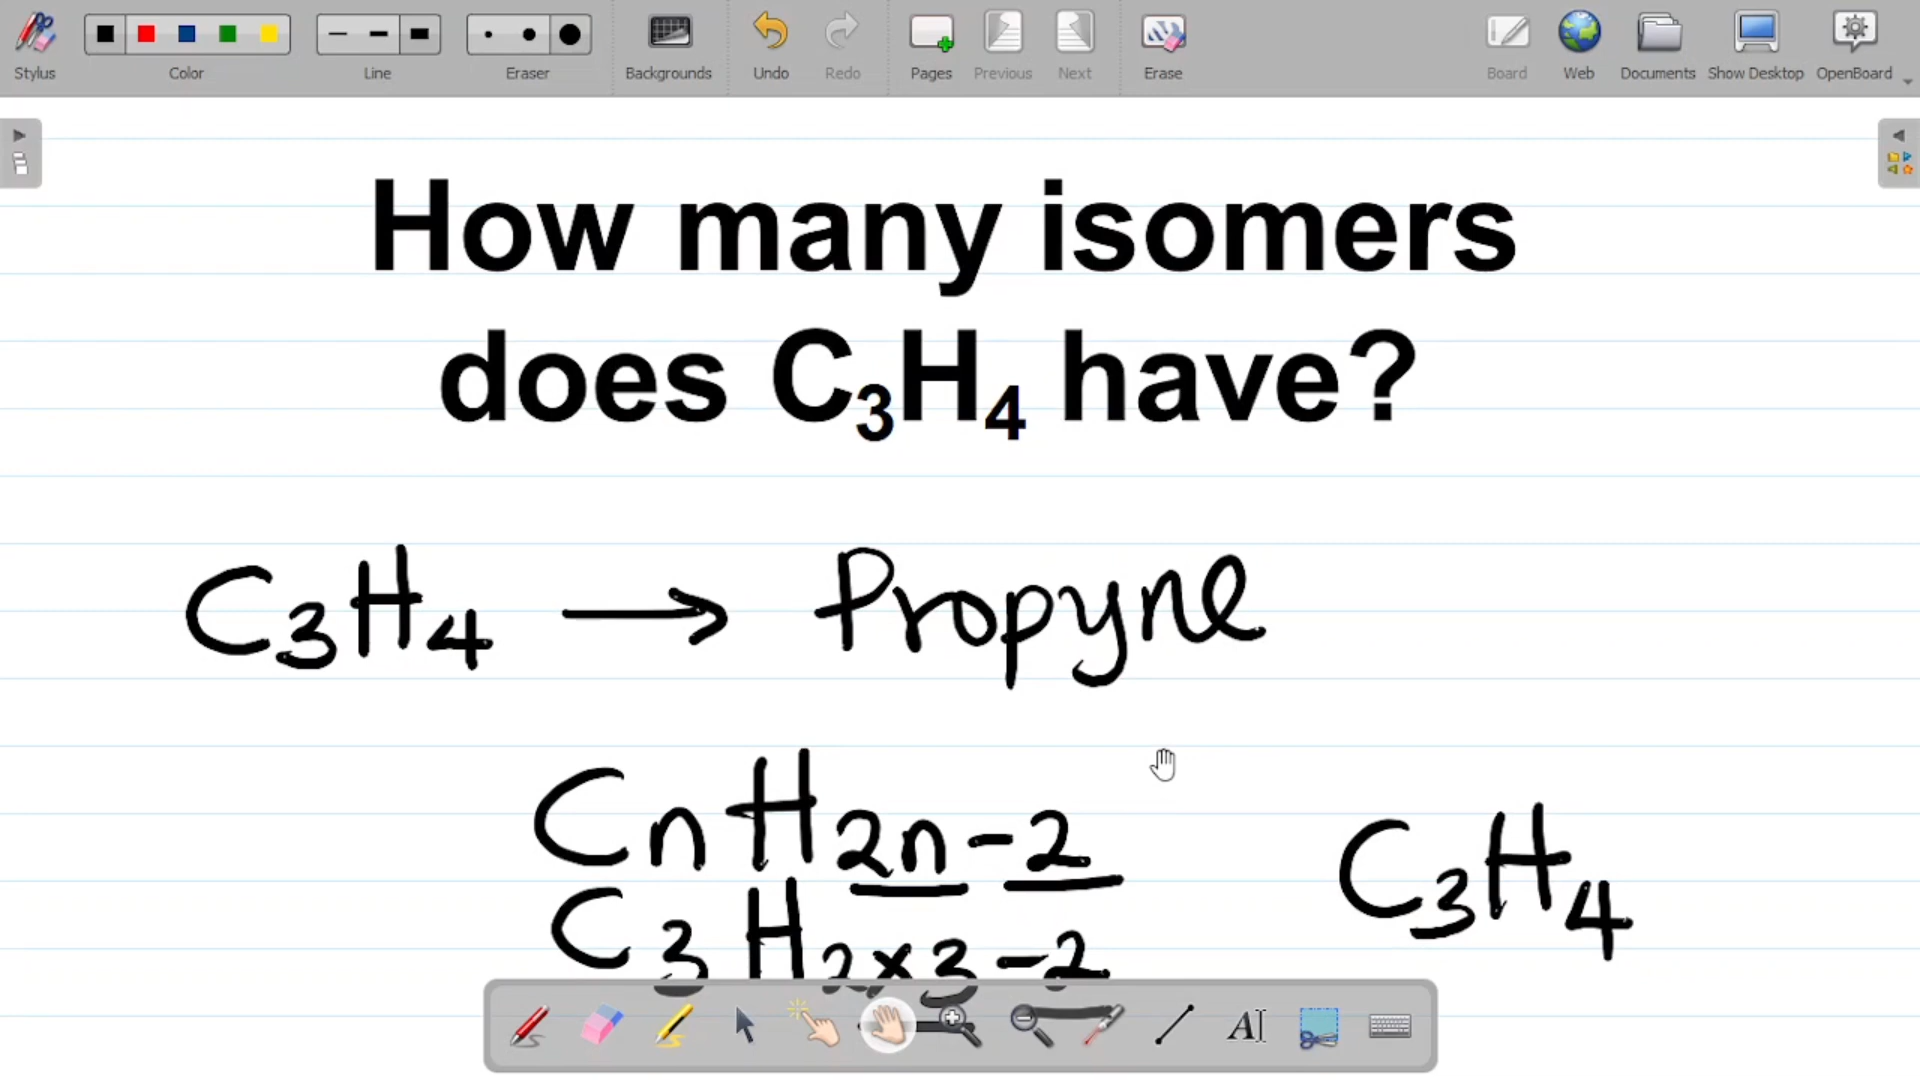 Stylus Color Line Eraser Backgrounds Undo Redo Pages Previous Next Erase Board Web Documents Show Desktop OpenBoard
How many isomers
does C₃H₄ have?
C₃H₄ → Propyne
CnH2n-2
C₃H₄
C3H2x3-2
AI